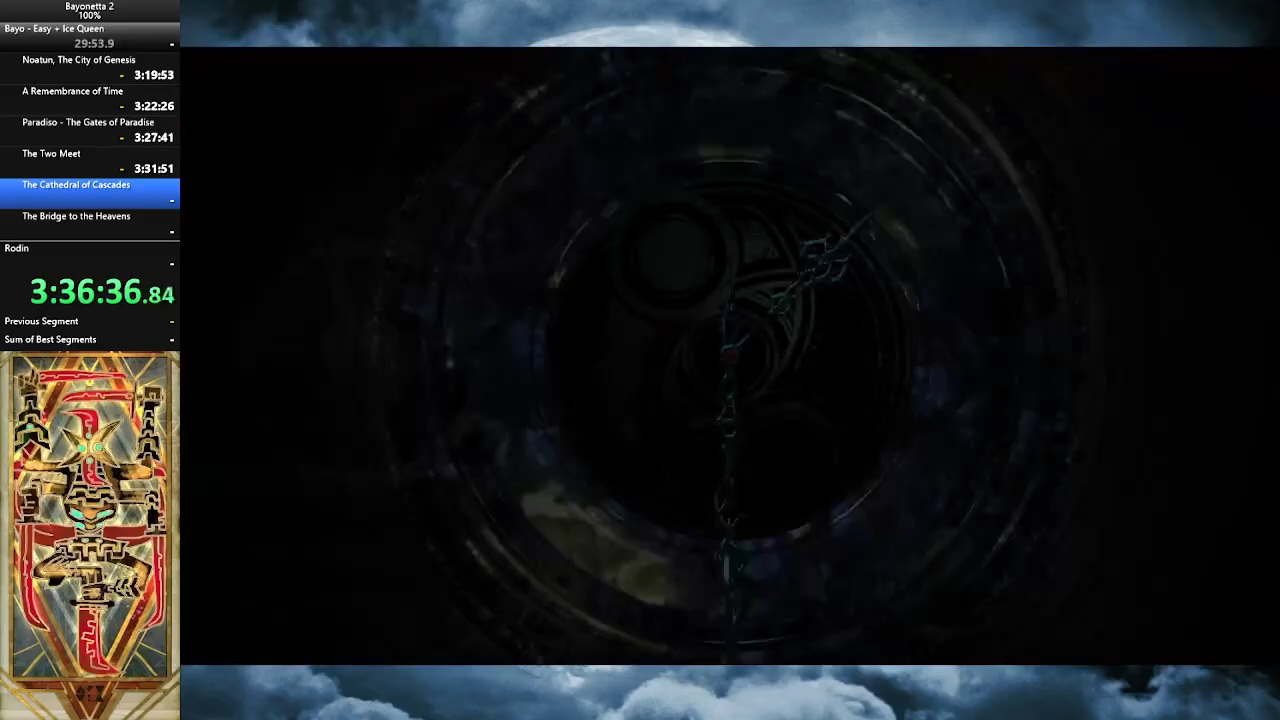 Bayonetta 2
100%
Bayo - Easy + Ice Queen
29:53.9 -
Noatun, The City of Genesis
- 3:19:53
A Remembrance of Time
- 3:22:26
Paradiso - The Gates of Paradise
- 3:27:41
The Two Meet
- 3:31:51
The Cathedral of Cascades
-
The Bridge to the Heavens
-
Rodin
-
3:36:36.84
Previous Segment -
Sum of Best Segments -